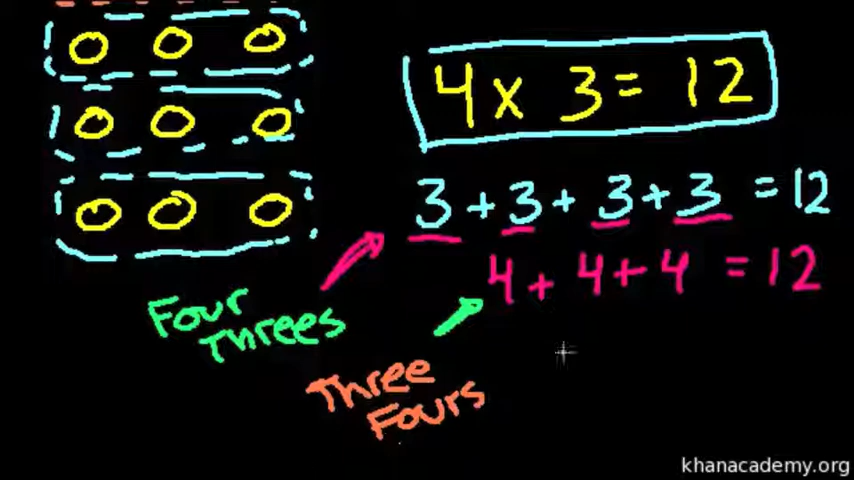 4 x 3 = 12
3 + 3 + 3 + 3 = 12
4 + 4 + 4 = 12
Four
Threes
Three
Fours
khanacademy.org